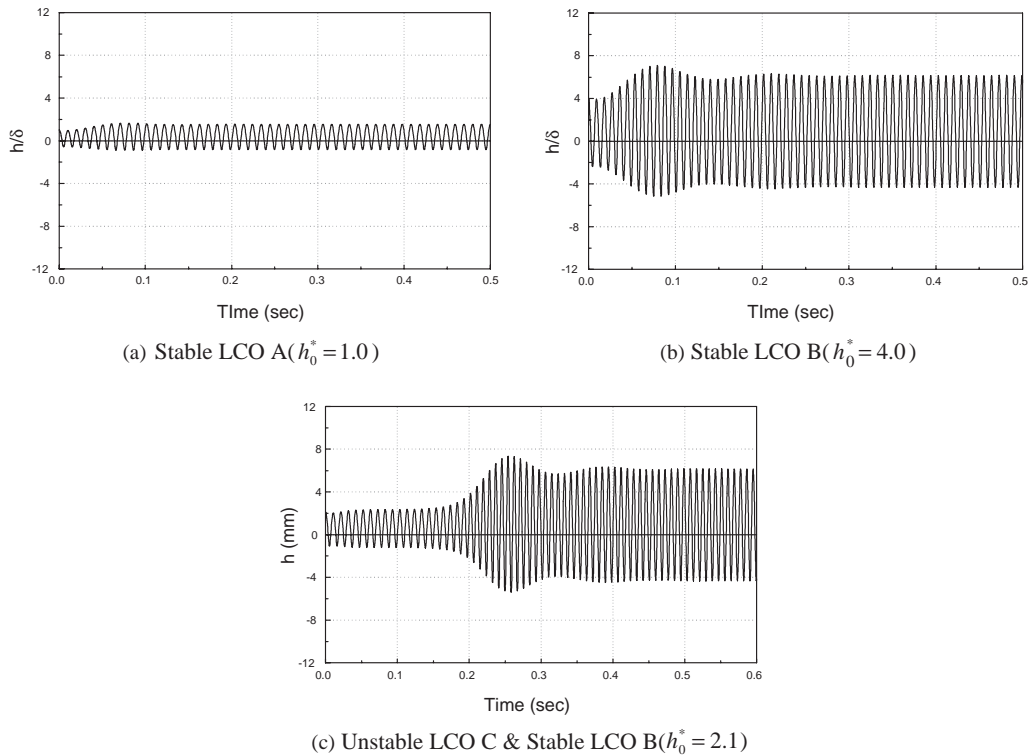 12
8
4
0
-4
-8
-12
h/δ
0.0 0.1 0.2 0.3 0.4 0.5
TIme (sec)
(a) Stable LCO A(h₀* = 1.0)
12
8
4
0
-4
-8
-12
h/δ
0.0 0.1 0.2 0.3 0.4 0.5
TIme (sec)
(b) Stable LCO B(h₀* = 4.0)
12
8
4
0
-4
-8
-12
h (mm)
0.0 0.1 0.2 0.3 0.4 0.5 0.6
Time (sec)
(c) Unstable LCO C & Stable LCO B(h₀* = 2.1)